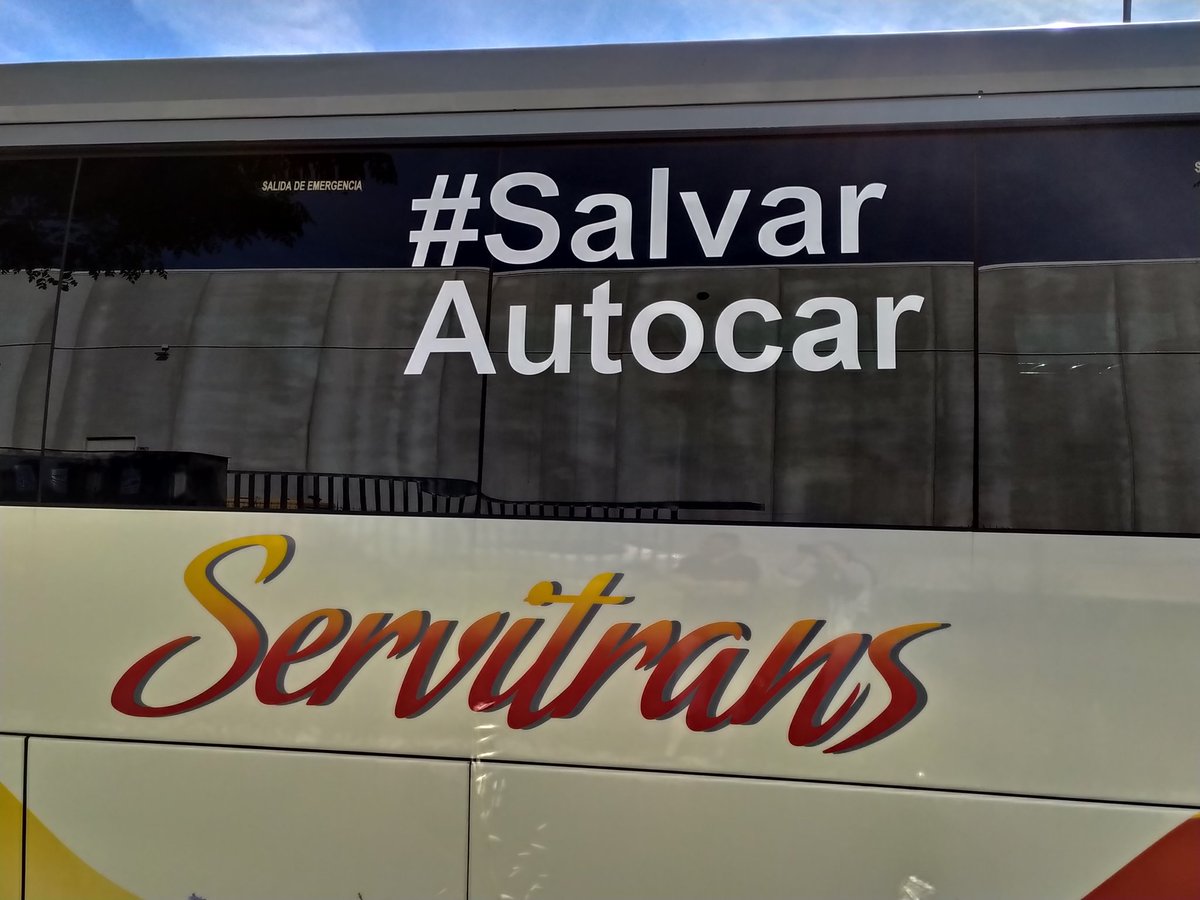 SALIDA DE EMERGENCIA
#Salvar
Autocar
Servitrans